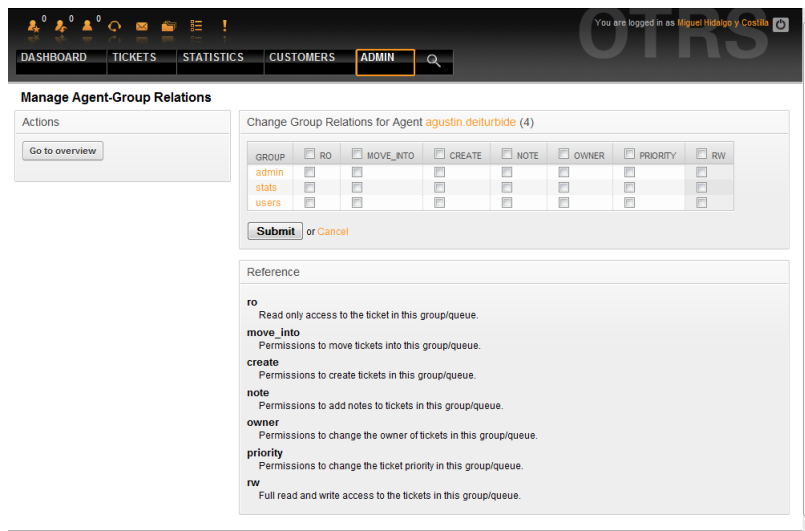 0 0 0
You are logged in as Miguel Hidalgo y Costilla
OTRS
DASHBOARD TICKETS STATISTICS CUSTOMERS ADMIN
Manage Agent-Group Relations
Actions
Go to overview
Change Group Relations for Agent agustin.deiturbide (4)
GROUP RO MOVE_INTO CREATE NOTE OWNER PRIORITY RW
admin
stats
users
Submit or Cancel
Reference
ro
Read only access to the ticket in this group/queue.
move_into
Permissions to move tickets into this group/queue.
create
Permissions to create tickets in this group/queue.
note
Permissions to add notes to tickets in this group/queue.
owner
Permissions to change the owner of tickets in this group/queue.
priority
Permissions to change the ticket priority in this group/queue.
rw
Full read and write access to the tickets in this group/queue.